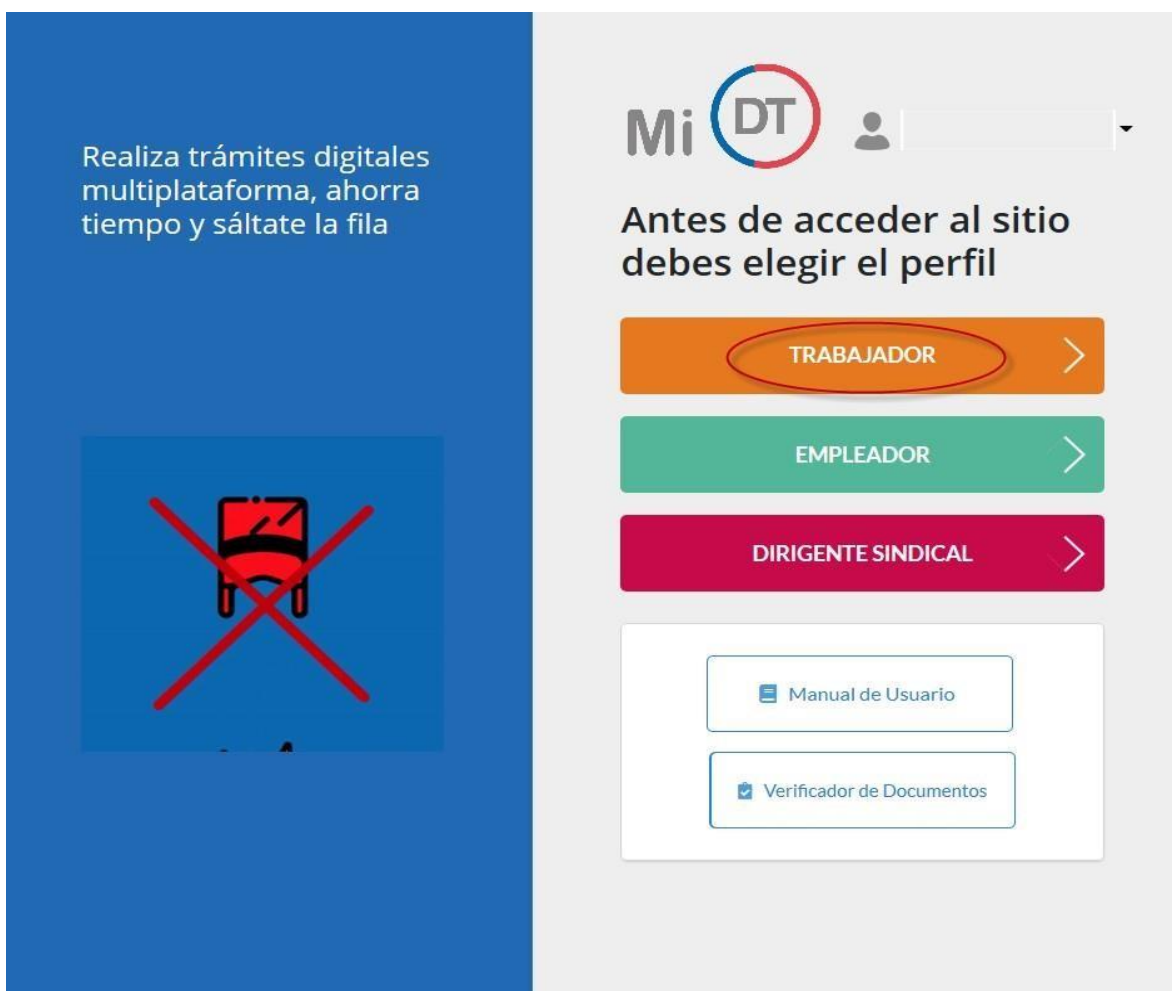 Realiza trámites digitales
multiplataforma, ahorra
tiempo y sáltate la fila
Mi DT
Antes de acceder al sitio
debes elegir el perfil
TRABAJADOR
EMPLEADOR
DIRIGENTE SINDICAL
Manual de Usuario
Verificador de Documentos